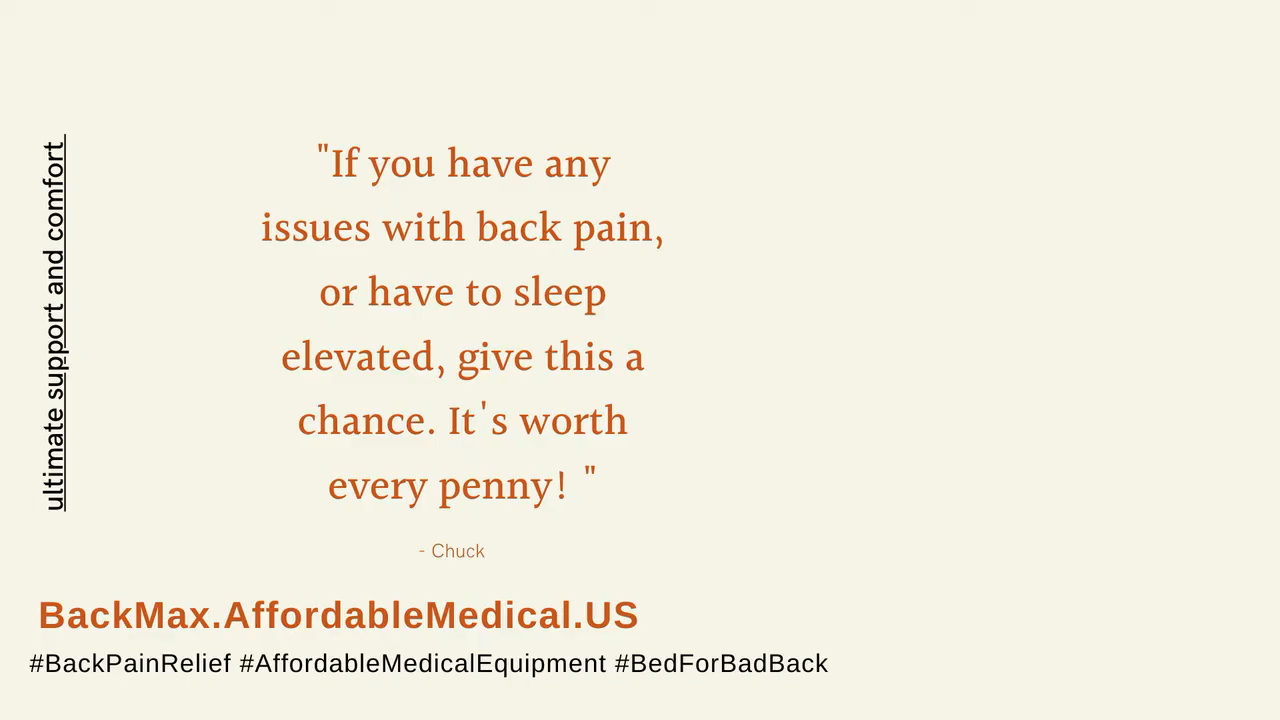 ultimate support and comfort
"If you have any
issues with back pain,
or have to sleep
elevated, give this a
chance. It's worth
every penny! "
- Chuck
BackMax.AffordableMedical.US
#BackPainRelief #AffordableMedicalEquipment #BedForBadBack